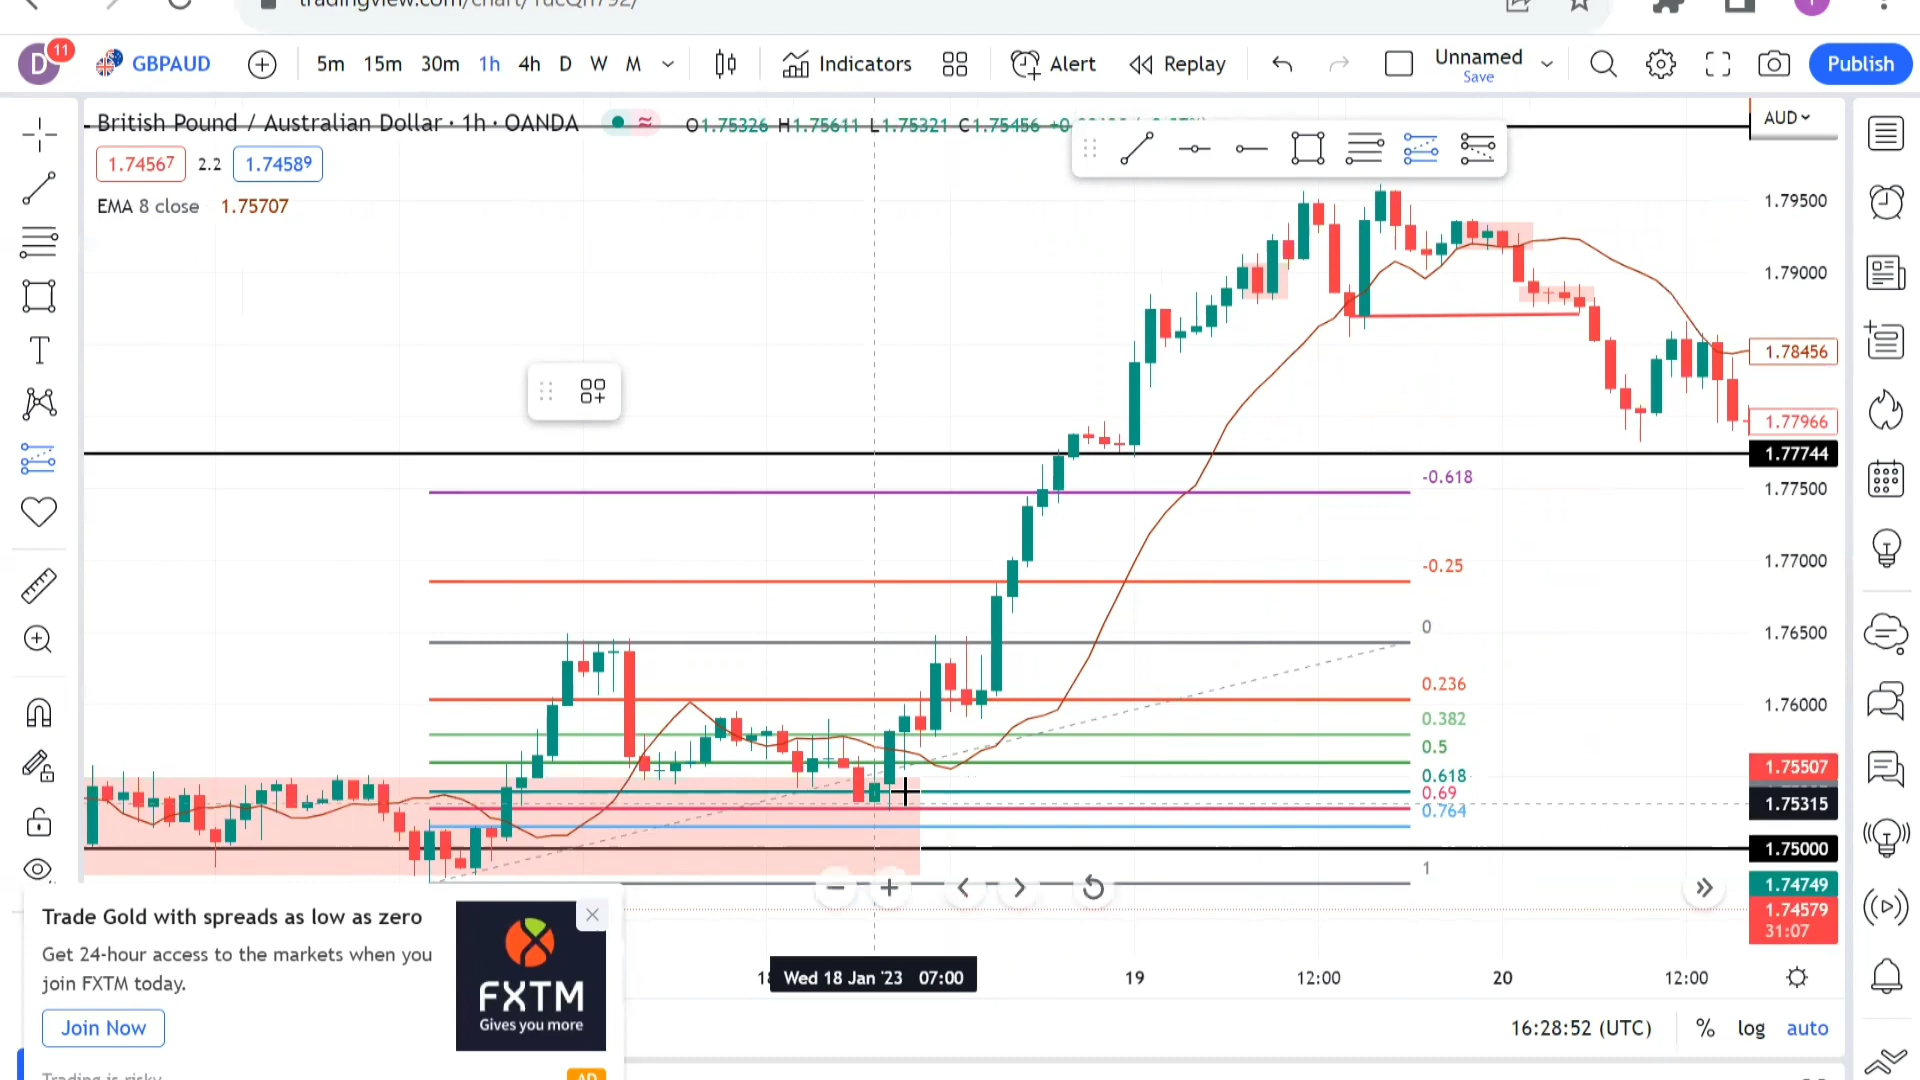 D
11
GBPAUD
5m 15m 30m 1h 4h D W M
Indicators
Alert
Replay
Unnamed
Save
Publish
British Pound / Australian Dollar · 1h · OANDA
O1.75326 H1.75611 L1.75321 C1.75456
AUD
1.74567 2.2 1.74589
EMA 8 close 1.75707
1.79500
1.79000
1.78456
1.77966
1.77744
-0.618
1.77500
-0.25
1.77000
0
1.76500
0.236
1.76000
0.382
0.5
0.618
0.69
0.764
1.75507
1.75315
1.75000
1
1.74749
1.74579
31:07
Wed 18 Jan '23 07:00
19
12:00
20
12:00
Trade Gold with spreads as low as zero
Get 24-hour access to the markets when you
join FXTM today.
Join Now
FXTM
Gives you more
16:28:52 (UTC)
% log auto
Trading is risky
AD